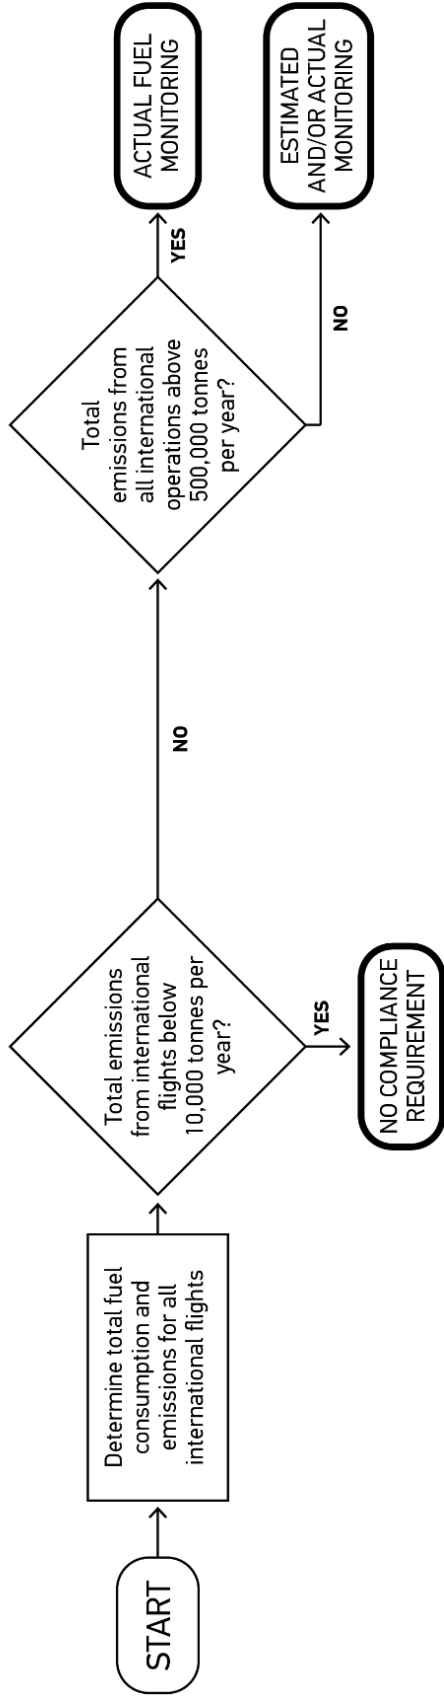 START
Determine total fuel
consumption and
emissions for all
international flights
Total emissions
from international
flights below
10,000 tonnes per
year?
YES
NO COMPLIANCE
REQUIREMENT
NO
Total
emissions from
all international
operations above
500,000 tonnes
per year?
YES
ACTUAL FUEL
MONITORING
NO
ESTIMATED
AND/OR ACTUAL
MONITORING